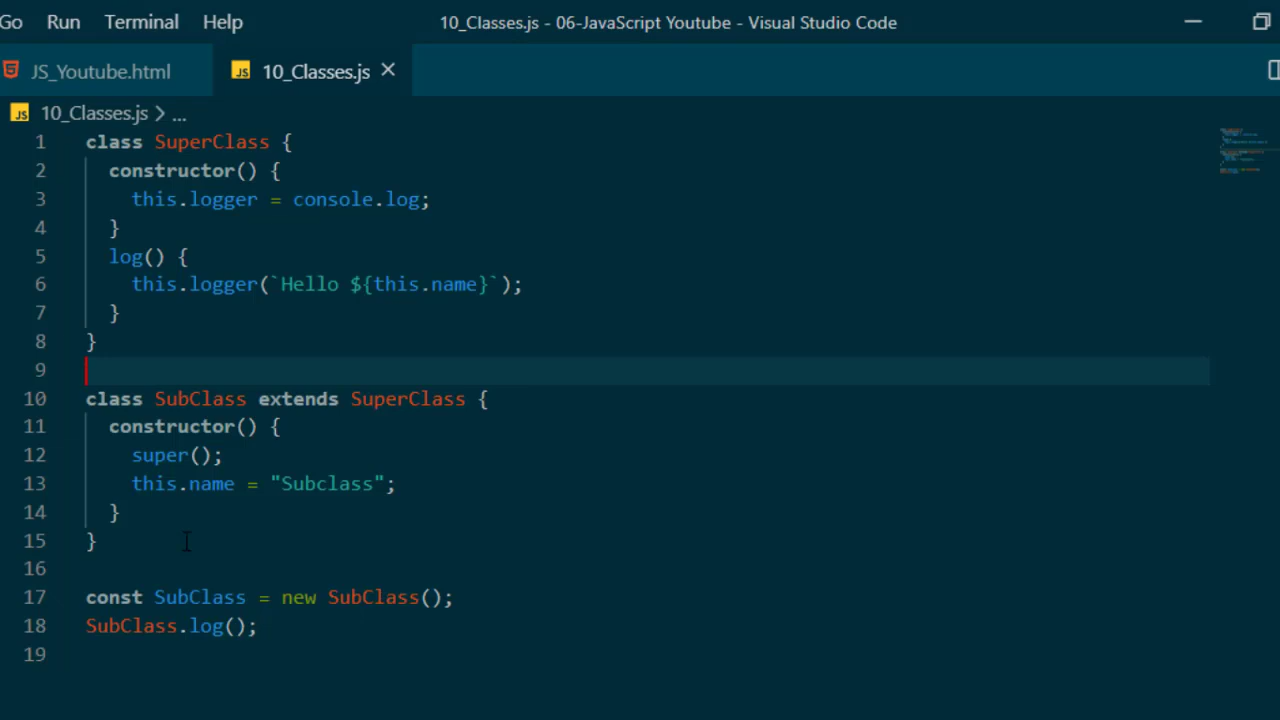 Go Run Terminal Help 10_Classes.js - 06-JavaScript Youtube - Visual Studio Code
JS_Youtube.html JS 10_Classes.js
JS 10_Classes.js > ...
1 class SuperClass {
2 constructor() {
3 this.logger = console.log;
4 }
5 log() {
6 this.logger(`Hello ${this.name}`);
7 }
8 }
9
10 class SubClass extends SuperClass {
11 constructor() {
12 super();
13 this.name = "Subclass";
14 }
15 }
16
17 const SubClass = new SubClass();
18 SubClass.log();
19